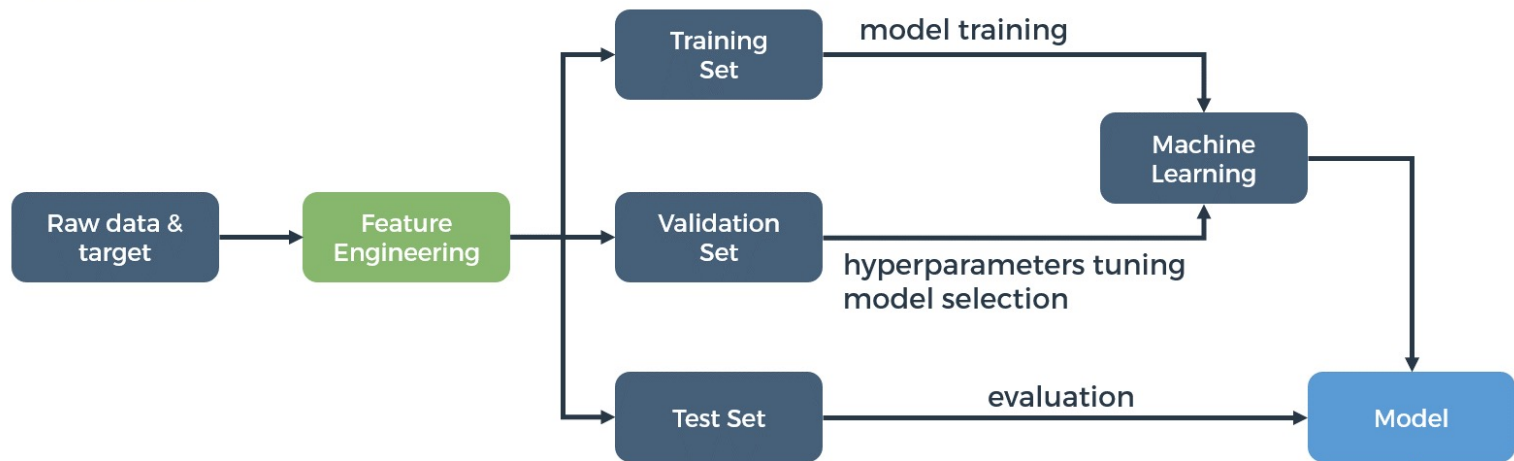 Training
Set
model training
Machine
Learning
Raw data &
target
Feature
Engineering
Validation
Set
hyperparameters tuning
model selection
Test Set
evaluation
Model